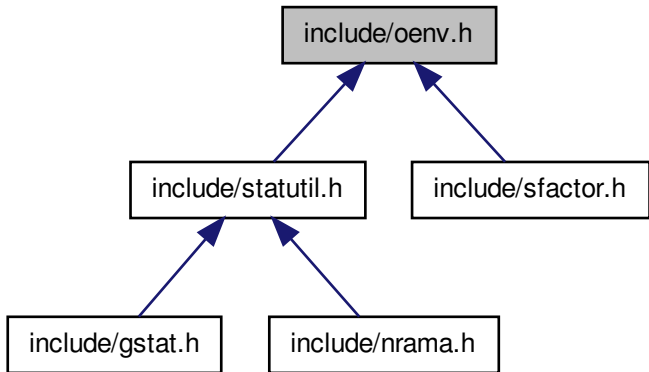 include/oenv.h
include/statutil.h
include/sfactor.h
include/gstat.h
include/nrama.h